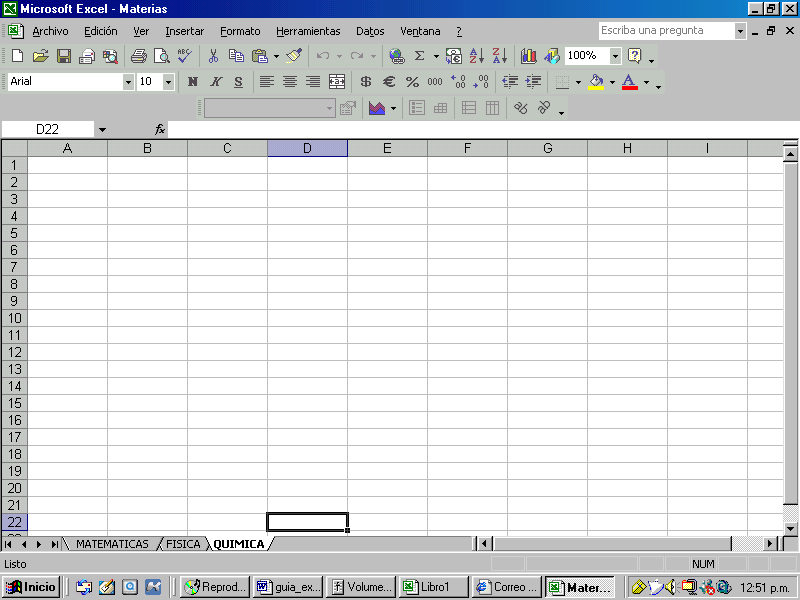 Microsoft Excel - Materias
Archivo Edición Ver Insertar Formato Herramientas Datos Ventana ? Escriba una pregunta
100%
Arial 10 N K S $ € % 000
D22 fx
A B C D E F G H I
1
2
3
4
5
6
7
8
9
10
11
12
13
14
15
16
17
18
19
20
21
22
MATEMATICAS FISICA QUIMICA
Listo NUM
Inicio Reprod... guia_ex... Volume... Libro1 Correo ... Mater... 12:51 p.m.